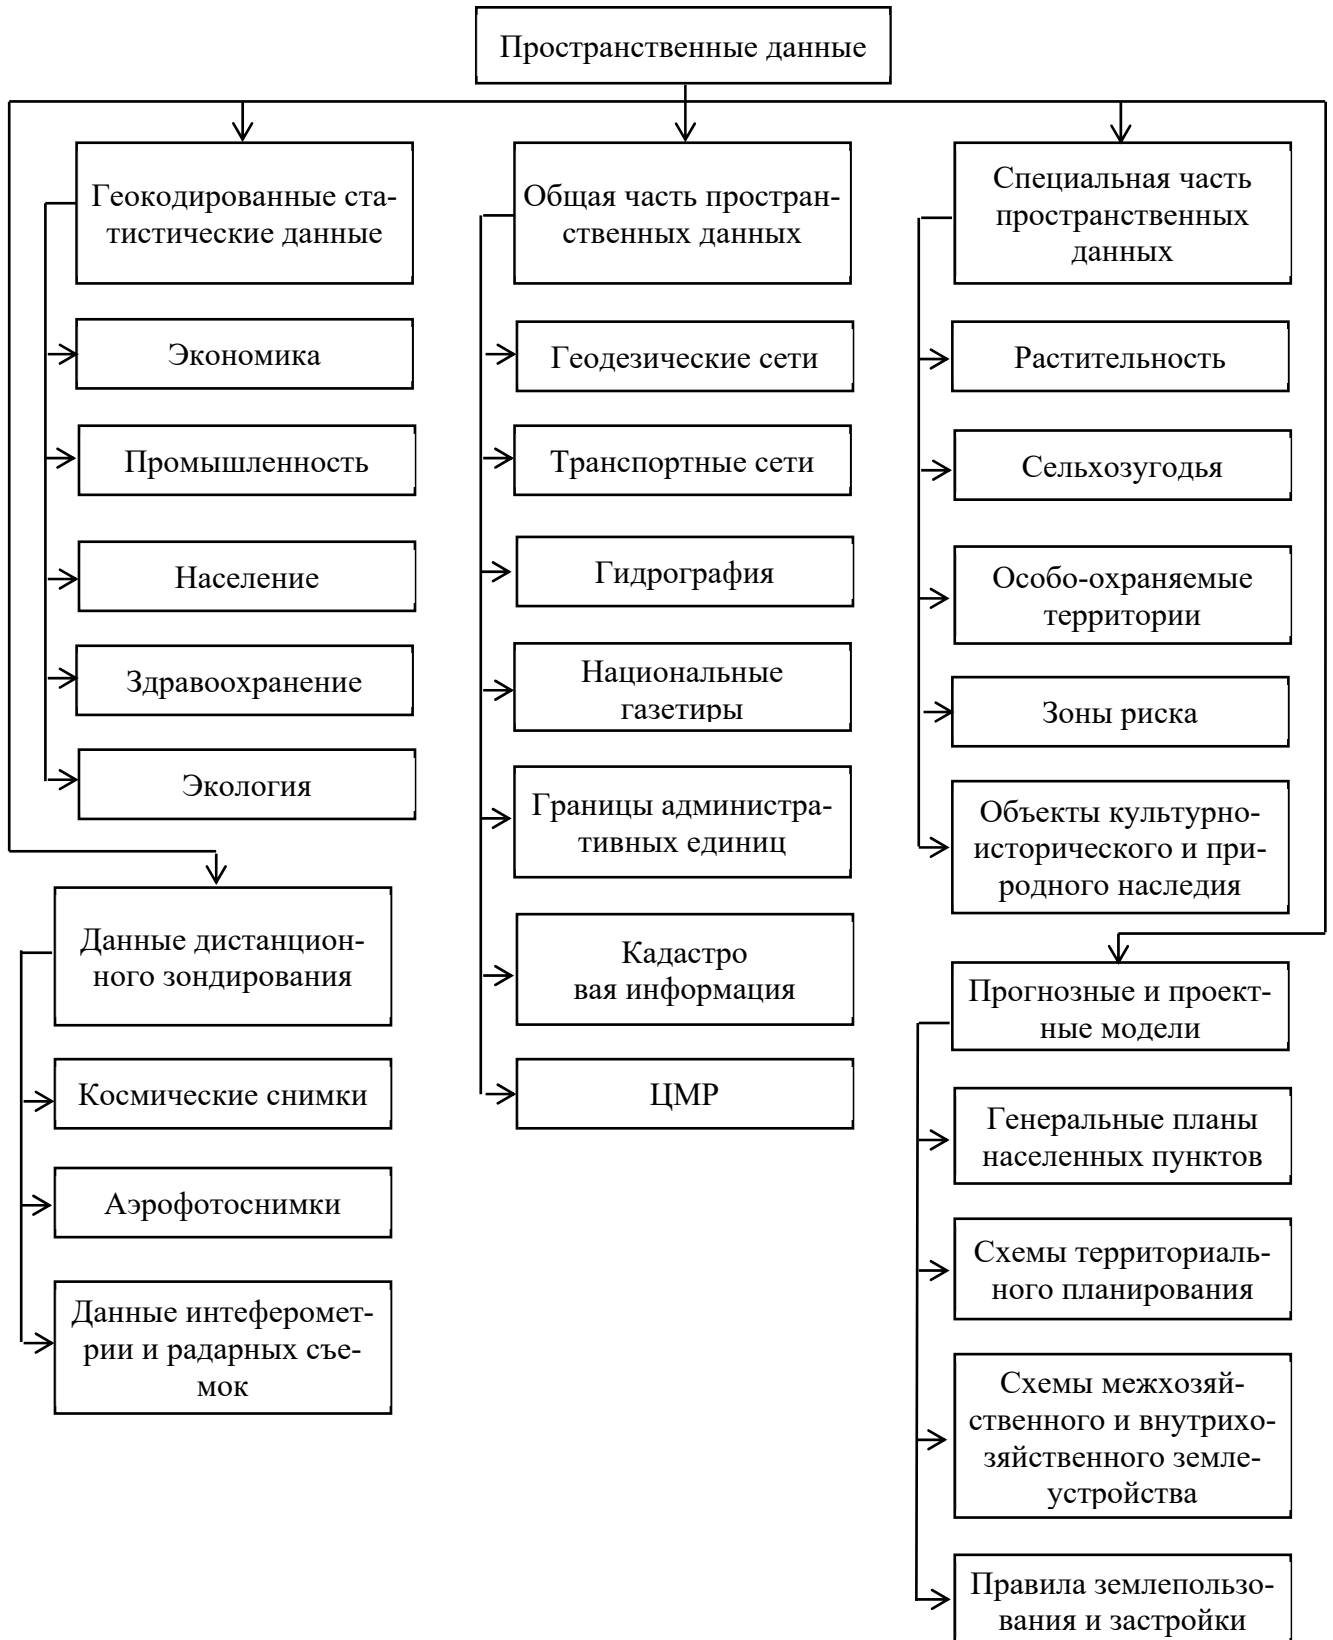 Пространственные данные
Геокодированные ста-
тистические данные
Экономика
Промышленность
Население
Здравоохранение
Экология
Данные дистанцион-
ного зондирования
Космические снимки
Аэрофотоснимки
Данные интеферомет-
рии и радарных съе-
мок
Общая часть простран-
ственных данных
Геодезические сети
Транспортные сети
Гидрография
Национальные
газетиры
Границы администра-
тивных единиц
Кадастро
вая информация
ЦМР
Специальная часть
пространственных
данных
Растительность
Сельхозугодья
Особо-охраняемые
территории
Зоны риска
Объекты культурно-
исторического и при-
родного наследия
Прогнозные и проект-
ные модели
Генеральные планы
населенных пунктов
Схемы территориаль-
ного планирования
Схемы межхозяй-
ственного и внутрихо-
зяйственного земле-
устройства
Правила землепользо-
вания и застройки